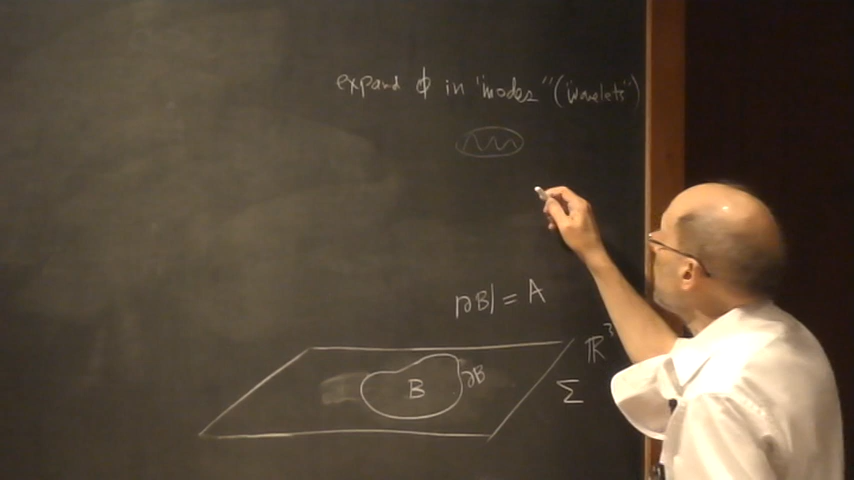 expand ϕ in "modes" ("wavelets")
|∂B| = A
ℝ³
∂B
B
Σ